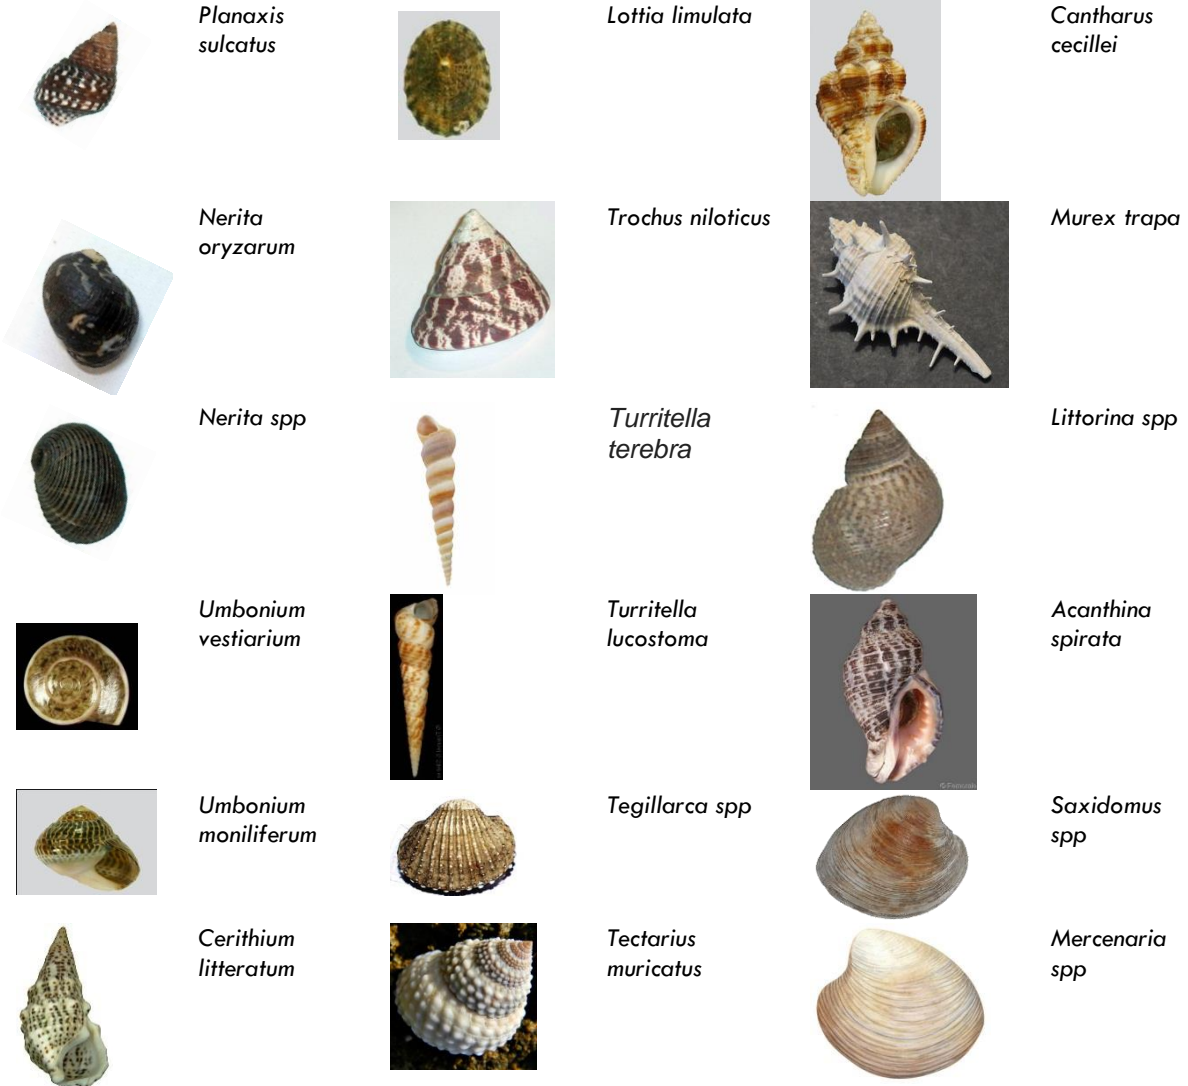 Planaxis
sulcatus
Lottia limulata
Cantharus
cecillei
Nerita
oryzarum
Trochus niloticus
Murex trapa
Nerita spp
Turritella
terebra
Littorina spp
Umbonium
vestiarium
Turritella
lucostoma
Acanthina
spirata
Umbonium
moniliferum
Tegillarca spp
Saxidomus
spp
Cerithium
litteratum
Tectarius
muricatus
Mercenaria
spp